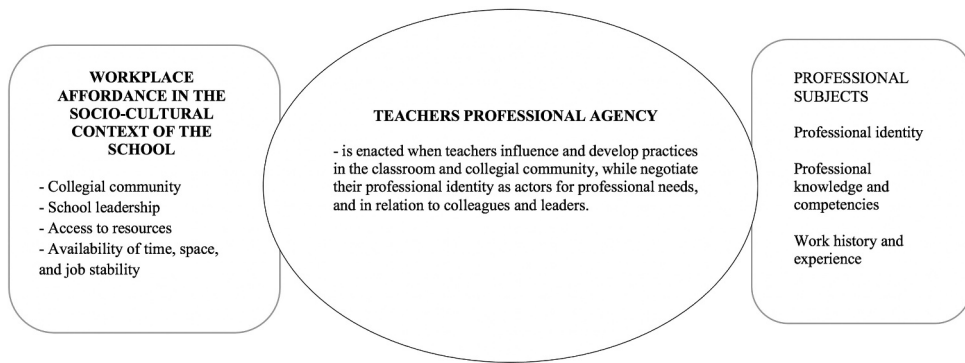 WORKPLACE
AFFORDANCE IN THE
SOCIO-CULTURAL
CONTEXT OF THE
SCHOOL
- Collegial community
- School leadership
- Access to resources
- Availability of time, space,
and job stability
TEACHERS PROFESSIONAL AGENCY
- is enacted when teachers influence and develop practices
in the classroom and collegial community, while negotiate
their professional identity as actors for professional needs,
and in relation to colleagues and leaders.
PROFESSIONAL
SUBJECTS
Professional identity
Professional
knowledge and
competencies
Work history and
experience